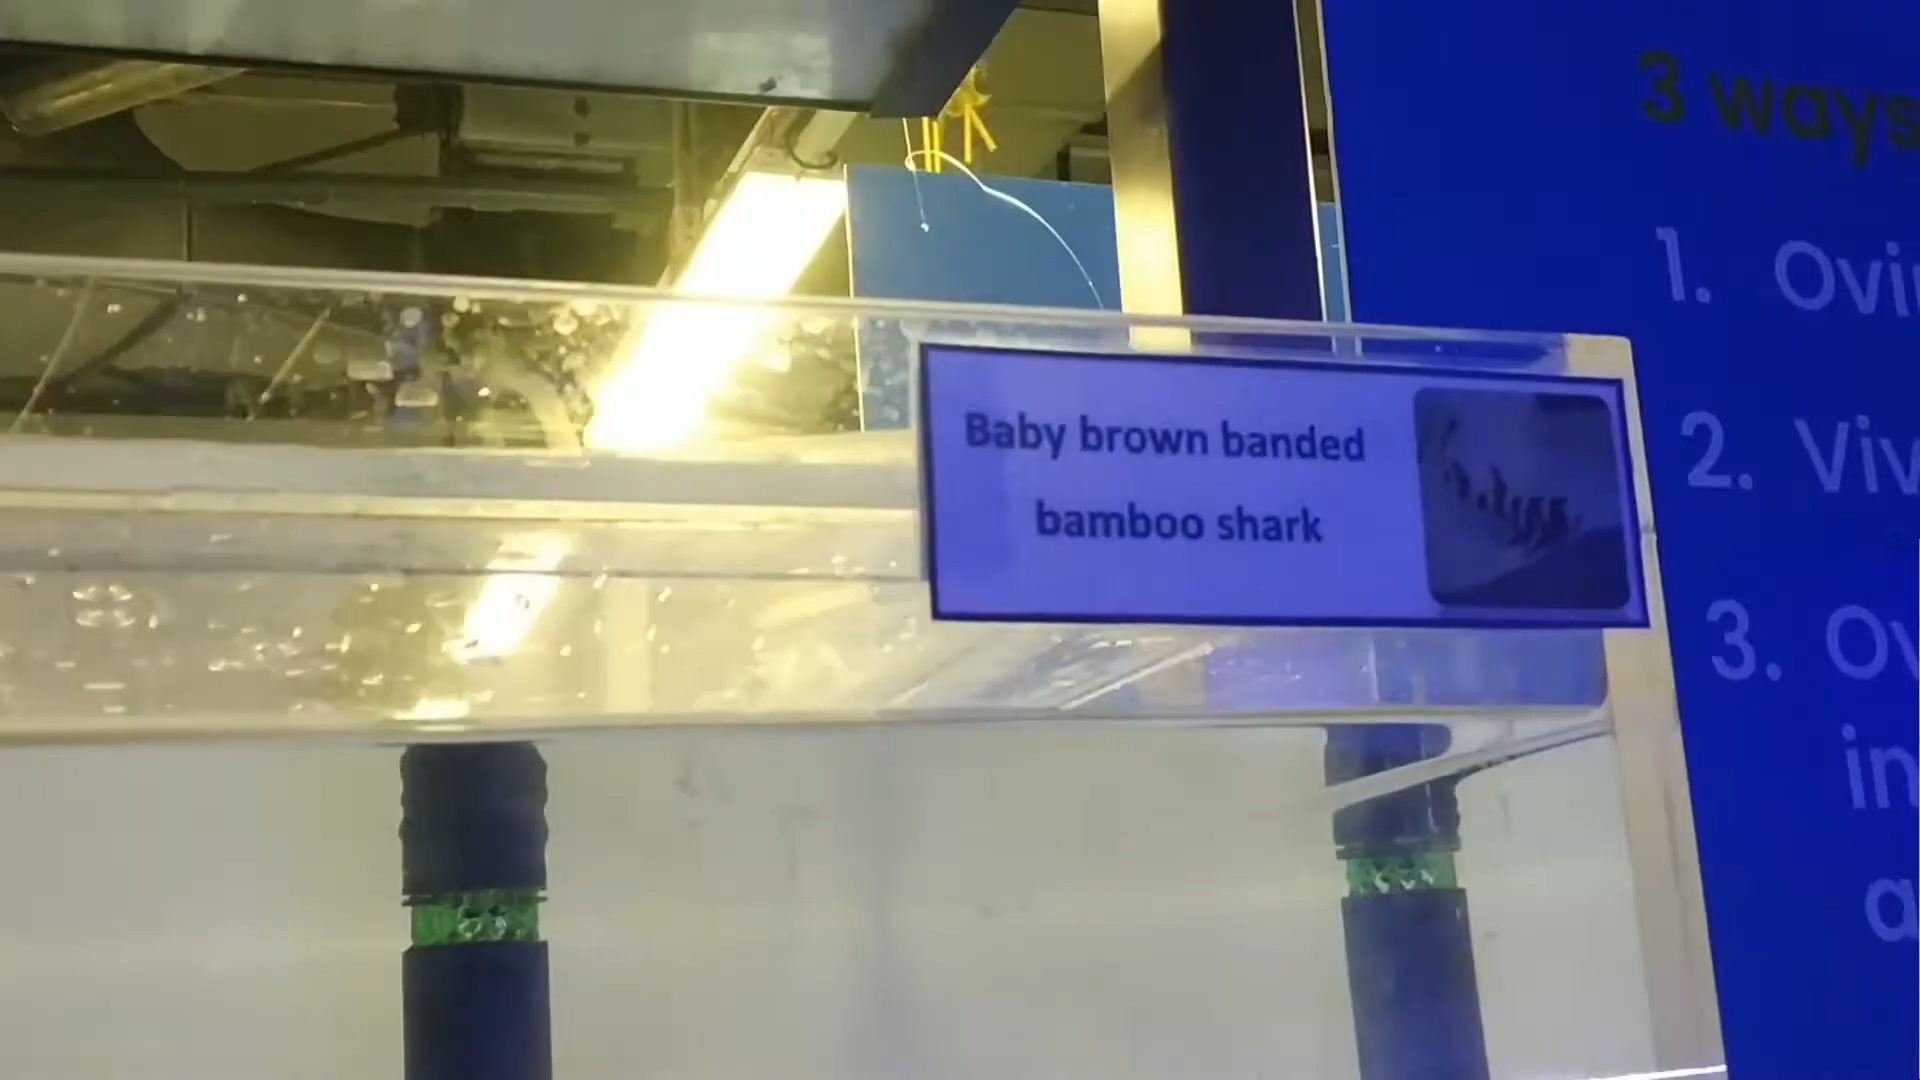 Baby brown banded
bamboo shark
3 ways
1. Ovi
2. Viv
3. Ov
in
a